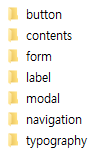 button
contents
form
label
modal
navigation
typography